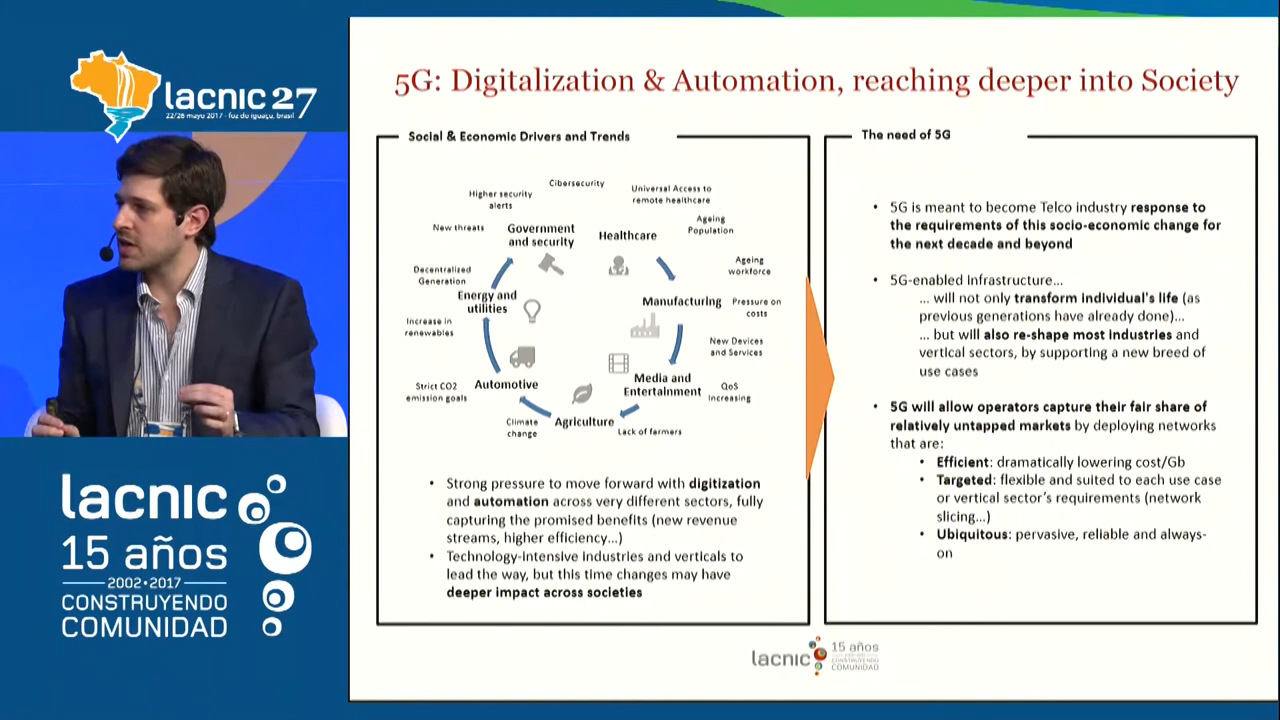 lacnic 27
22/26 mayo 2017 - foz do iguaçu, brasil
lacnic
15 años
2002•2017
CONSTRUYENDO
COMUNIDAD
5G: Digitalization & Automation, reaching deeper into Society
Social & Economic Drivers and Trends
Cibersecurity
Higher security
alerts
Universal Access to
remote healthcare
New threats
Government
and security
Healthcare
Ageing
Population
Decentralized
Generation
Ageing
workforce
Energy and
utilities
Manufacturing
Pressure on
costs
Increase in
renewables
New Devices
and Services
Strict CO2
emission goals
Automotive
Media and
Entertainment
QoS
Increasing
Climate
change
Agriculture
Lack of farmers
• Strong pressure to move forward with digitization
and automation across very different sectors, fully
capturing the promised benefits (new revenue
streams, higher efficiency...)
• Technology-intensive industries and verticals to
lead the way, but this time changes may have
deeper impact across societies
The need of 5G
• 5G is meant to become Telco industry response to
the requirements of this socio-economic change for
the next decade and beyond
• 5G-enabled Infrastructure...
... will not only transform individual's life (as
previous generations have already done)...
... but will also re-shape most industries and
vertical sectors, by supporting a new breed of
use cases
• 5G will allow operators capture their fair share of
relatively untapped markets by deploying networks
that are:
• Efficient: dramatically lowering cost/Gb
• Targeted: flexible and suited to each use case
or vertical sector's requirements (network
slicing...)
• Ubiquitous: pervasive, reliable and always-
on
lacnic
15 años
CONSTRUYENDO
COMUNIDAD